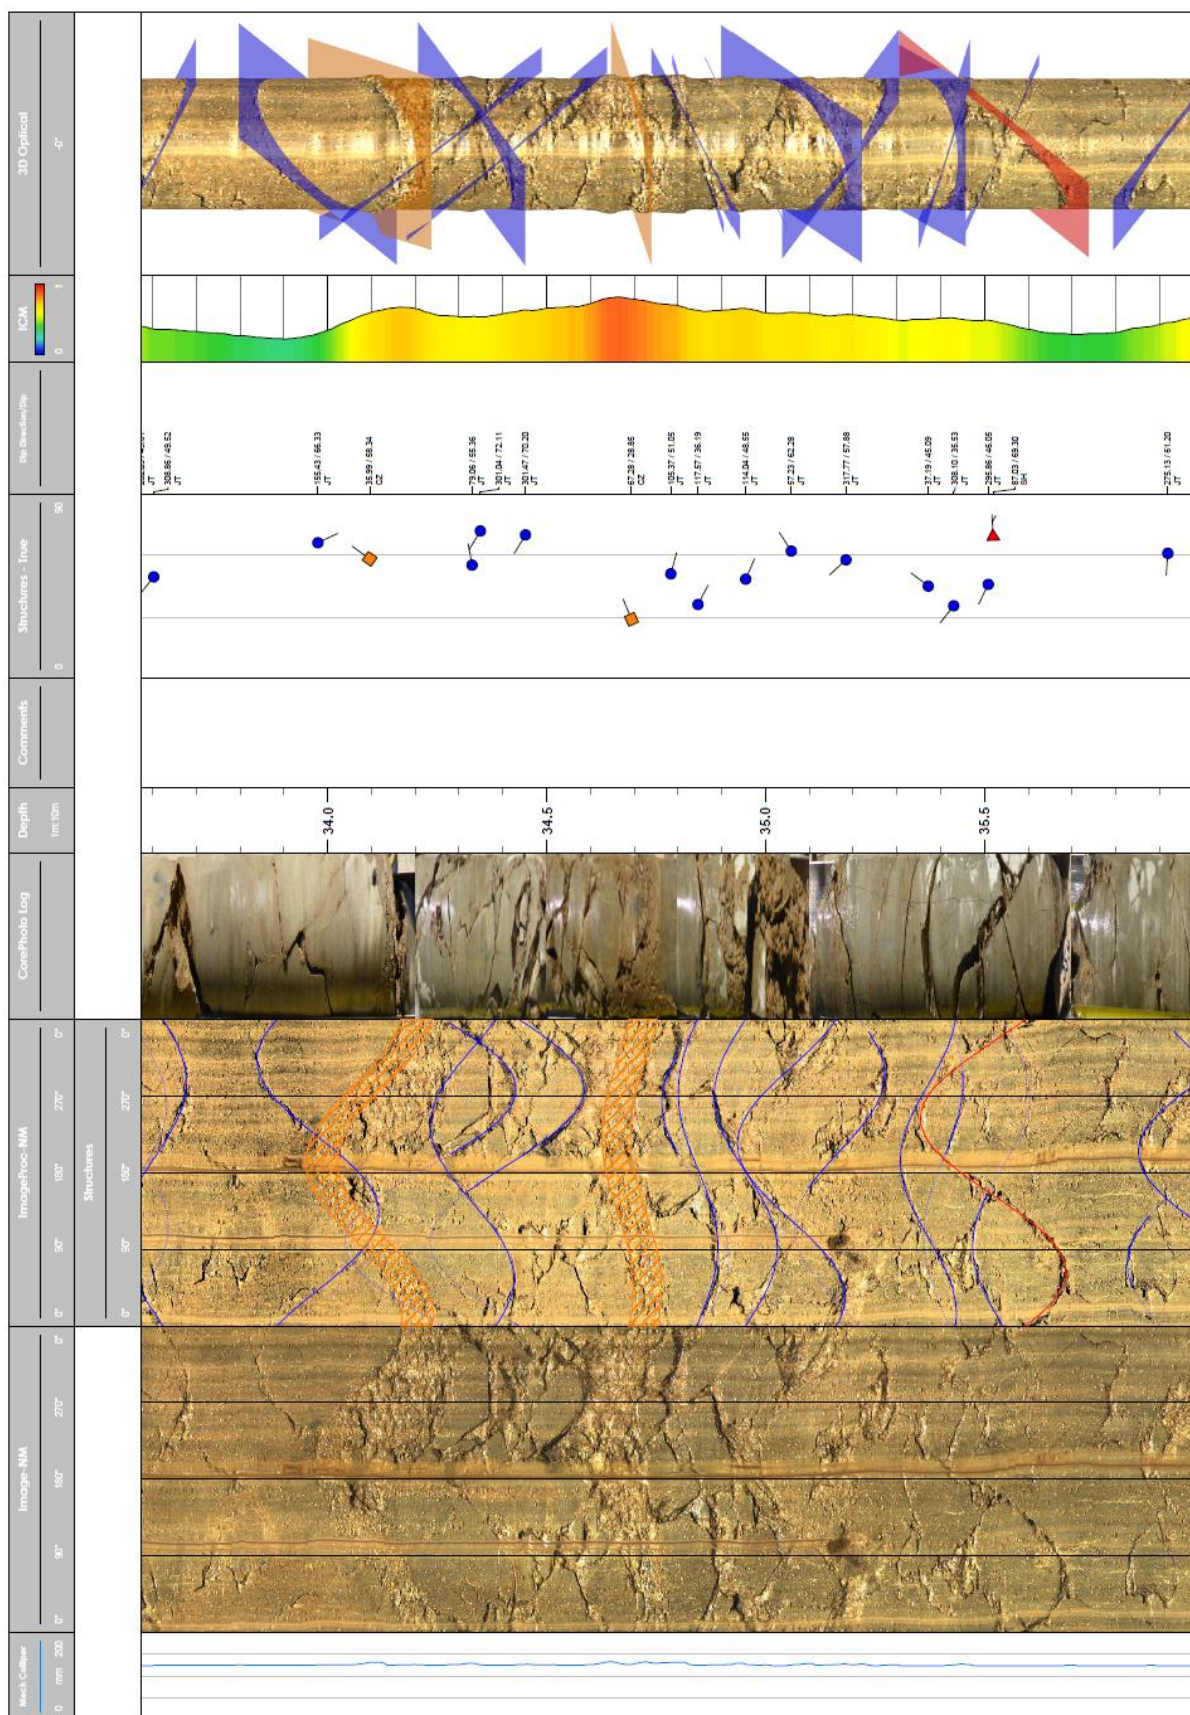 3D Optical
-0°
ICM
0 1
Dip Direction/Dip
JT
308.86 / 49.52
JT
155.43 / 66.33
JT
35.99 / 58.34
CZ
79.06 / 55.36
JT
301.04 / 72.11
JT
301.47 / 70.20
JT
67.28 / 28.85
CZ
105.37 / 51.05
JT
117.57 / 36.19
JT
114.04 / 48.55
JT
57.23 / 62.28
JT
317.77 / 57.88
JT
37.19 / 45.09
JT
308.10 / 35.53
JT
295.86 / 46.05
JT
87.03 / 69.30
SH
275.13 / 61.20
JT
Structures - True
0 90
Comments
Depth
1m:10m
34.0
34.5
35.0
35.5
CorePhoto Log
ImageProc-NM
0° 90° 180° 270° 0°
Structures
0° 90° 180° 270° 0°
Image-NM
0° 90° 180° 270° 0°
Mech Calliper
0 mm 200